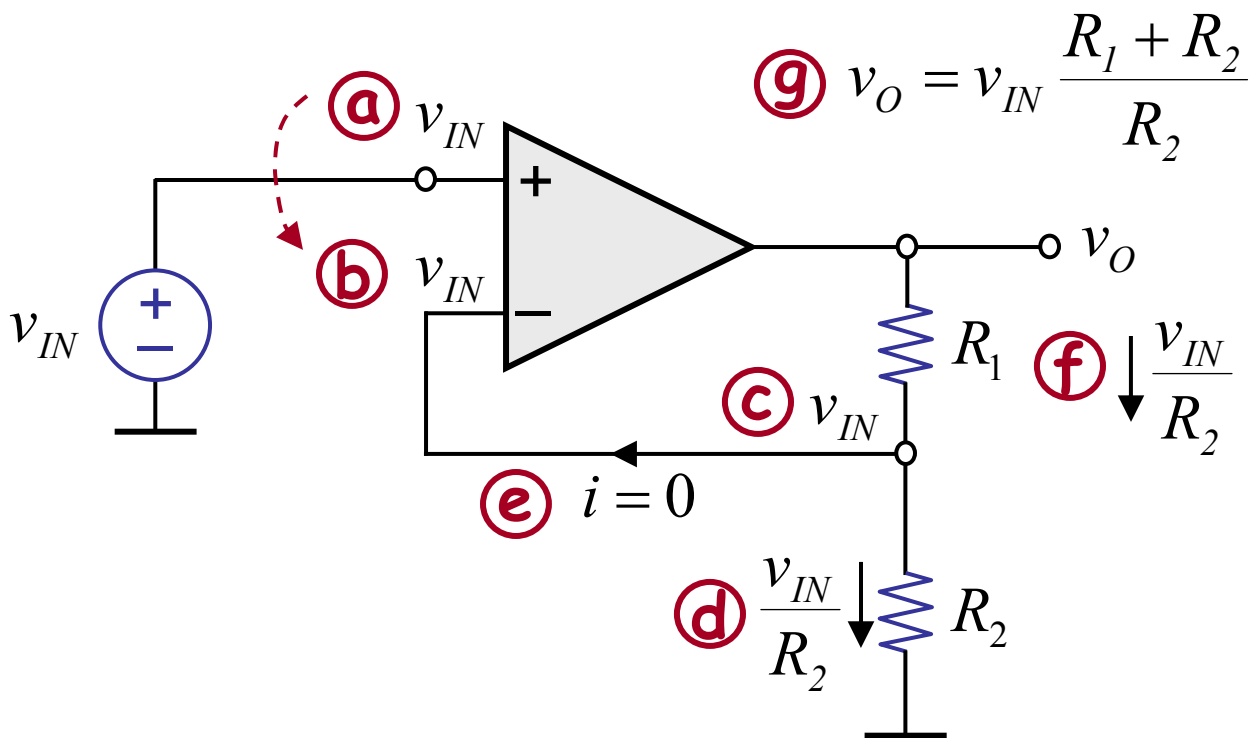 ⓖ v_O = v_IN (R_1 + R_2) / R_2
ⓐ v_IN
+
ⓑ v_IN
−
v_IN
+
−
v_O
R_1
ⓕ v_IN / R_2
ⓒ v_IN
ⓔ i = 0
ⓓ v_IN / R_2
R_2